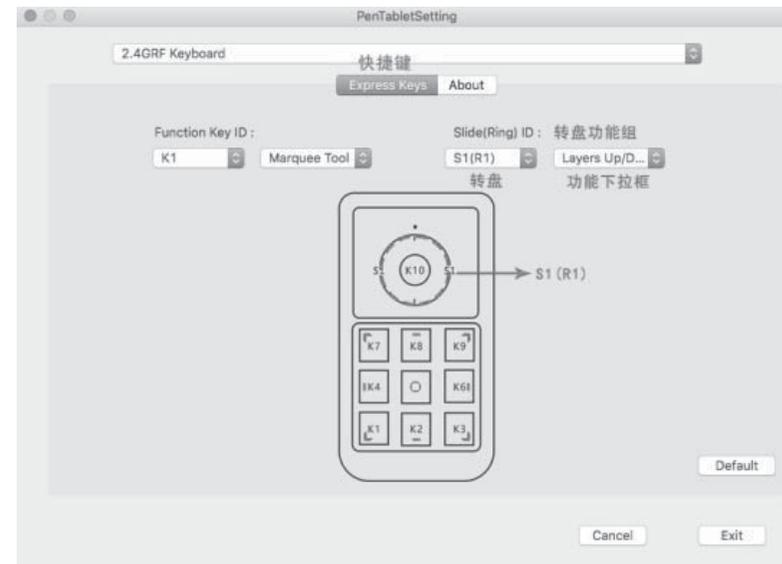 PenTabletSetting
2.4GRF Keyboard
快捷键
Express Keys About
Function Key ID : Slide(Ring) ID : 转盘功能组
K1 Marquee Tool S1(R1) Layers Up/D...
转盘 功能下拉框
S2 K10 S1 S1(R1)
K7 K8 K9
K4 K6
K1 K2 K3
Default
Cancel Exit